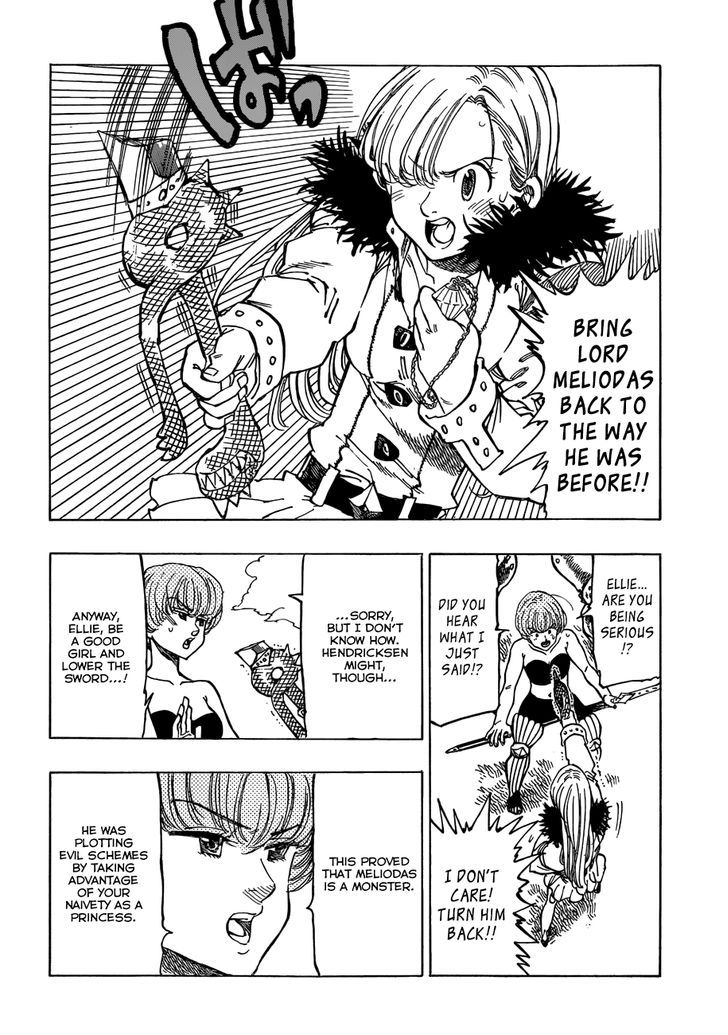 ばっ
BRING
LORD
MELIODAS
BACK TO
THE WAY
HE WAS
BEFORE!!
ELLIE...
ARE YOU
BEING
SERIOUS
!?
DID YOU
HEAR
WHAT I
JUST
SAID!?
I DON'T
CARE!
TURN HIM
BACK!!
...SORRY,
BUT I DON'T
KNOW HOW.
HENDRICKSEN
MIGHT,
THOUGH...
ANYWAY,
ELLIE, BE
A GOOD
GIRL AND
LOWER THE
SWORD...!
THIS PROVED
THAT MELIODAS
IS A MONSTER.
HE WAS
PLOTTING
EVIL SCHEMES
BY TAKING
ADVANTAGE
OF YOUR
NAIVETY AS A
PRINCESS.